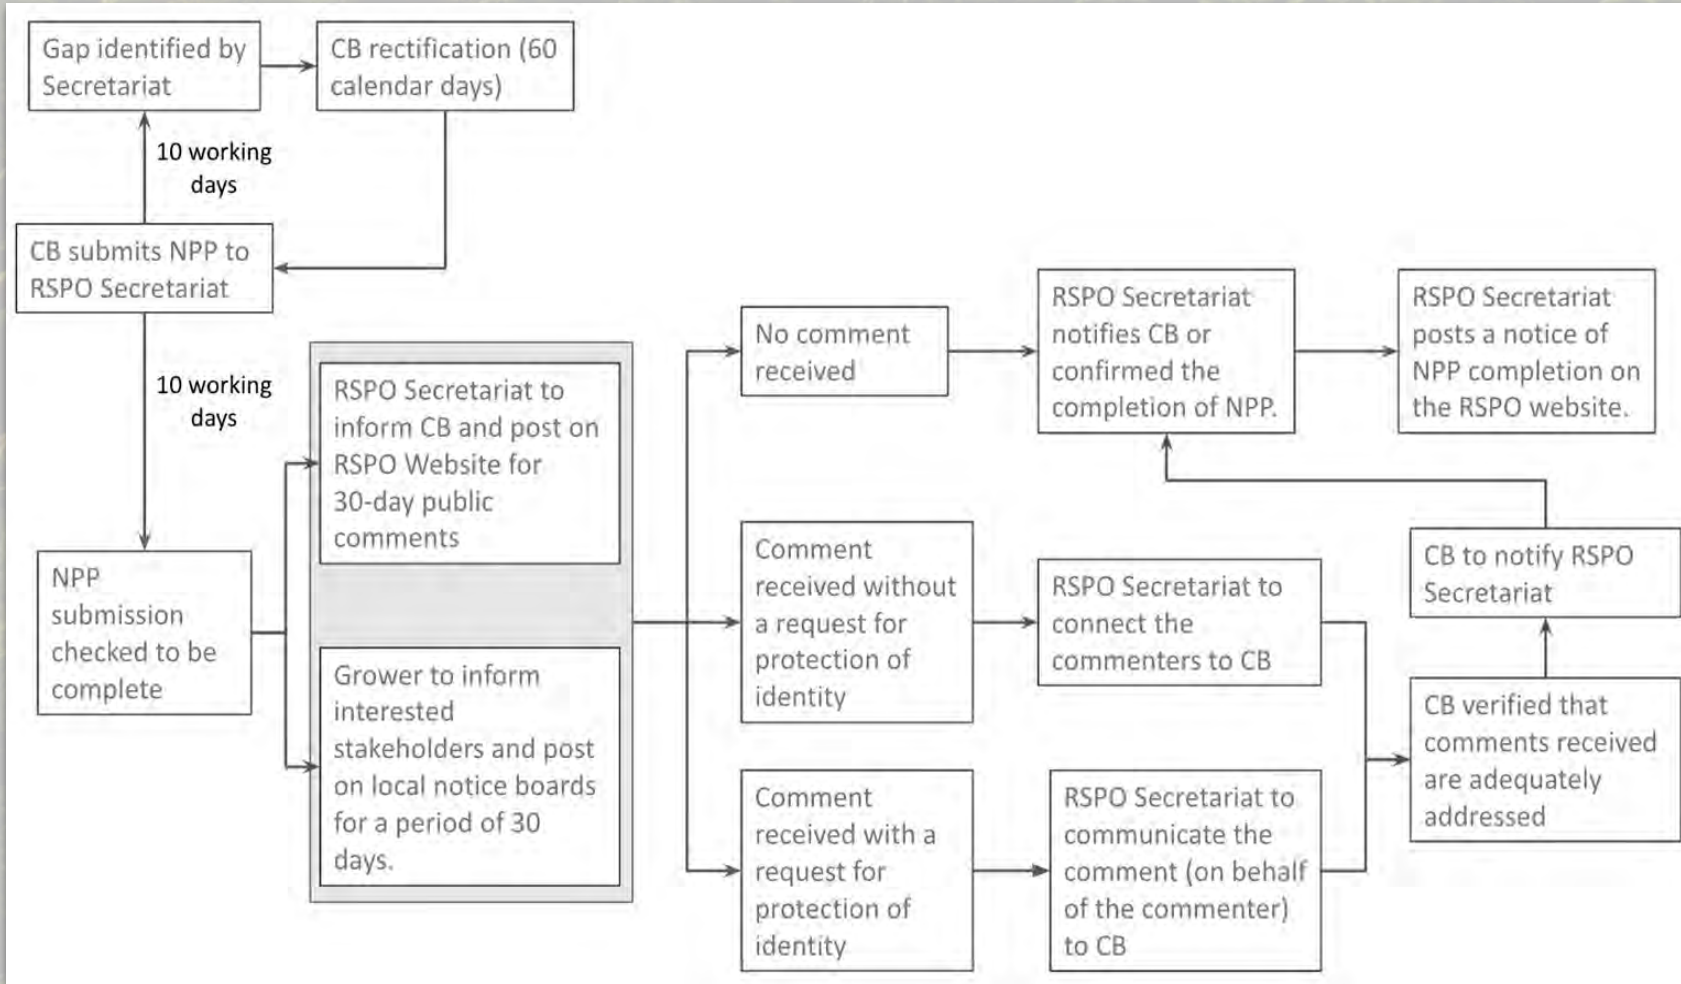 Gap identified by
Secretariat
CB rectification (60
calendar days)
10 working
days
CB submits NPP to
RSPO Secretariat
10 working
days
NPP
submission
checked to be
complete
RSPO Secretariat to
inform CB and post on
RSPO Website for
30-day public
comments
Grower to inform
interested
stakeholders and post
on local notice boards
for a period of 30
days.
No comment
received
RSPO Secretariat
notifies CB or
confirmed the
completion of NPP.
RSPO Secretariat
posts a notice of
NPP completion on
the RSPO website.
Comment
received without
a request for
protection of
identity
RSPO Secretariat to
connect the
commenters to CB
Comment
received with a
request for
protection of
identity
RSPO Secretariat to
communicate the
comment (on behalf
of the commenter)
to CB
CB verified that
comments received
are adequately
addressed
CB to notify RSPO
Secretariat